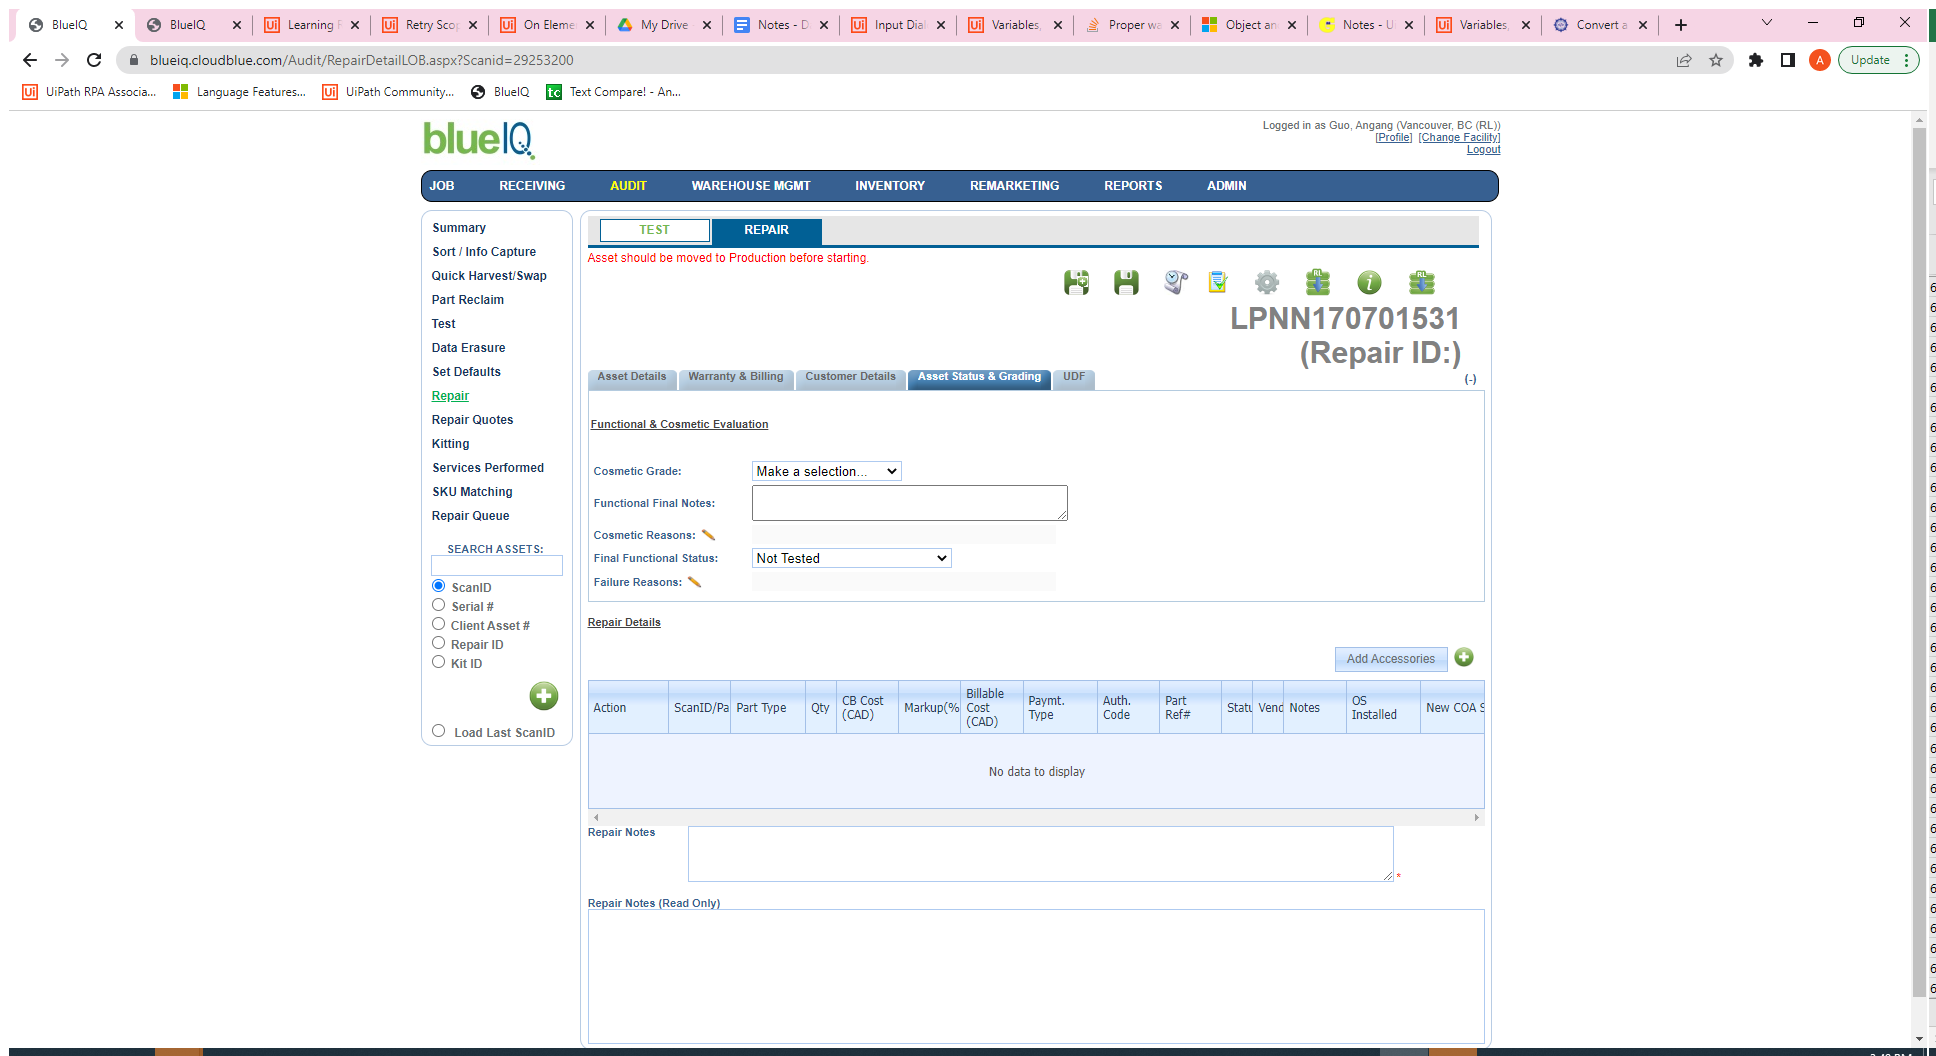 BlueIQ
BlueIQ
Learning
Retry Scop
On Eleme
My Drive
Notes - D
Input Dia
Variables,
Proper wa
Object an
Notes - U
Variables,
Convert a
blueiq.cloudblue.com/Audit/RepairDetailLOB.aspx?Scanid=29253200
A
Update
UiPath RPA Associa...
Language Features...
UiPath Community...
BlueIQ
Text Compare! - An...
blueIQ
Logged in as Guo, Angang (Vancouver, BC (RL))
[Profile] [Change Facility]
Logout
JOB RECEIVING AUDIT WAREHOUSE MGMT INVENTORY REMARKETING REPORTS ADMIN
Summary
Sort / Info Capture
Quick Harvest/Swap
Part Reclaim
Test
Data Erasure
Set Defaults
Repair
Repair Quotes
Kitting
Services Performed
SKU Matching
Repair Queue
SEARCH ASSETS:
ScanID
Serial #
Client Asset #
Repair ID
Kit ID
Load Last ScanID
TEST REPAIR
Asset should be moved to Production before starting.
LPNN170701531
(Repair ID:)
(-)
Asset Details Warranty & Billing Customer Details Asset Status & Grading UDF
Functional & Cosmetic Evaluation
Cosmetic Grade: Make a selection...
Functional Final Notes:
Cosmetic Reasons:
Final Functional Status: Not Tested
Failure Reasons:
Repair Details
Add Accessories
Action ScanID/Pa Part Type Qty CB Cost (CAD) Markup(% Billable Cost (CAD) Paymt. Type Auth. Code Part Ref# Statu Vend Notes OS Installed New COA S
No data to display
Repair Notes
*
Repair Notes (Read Only)